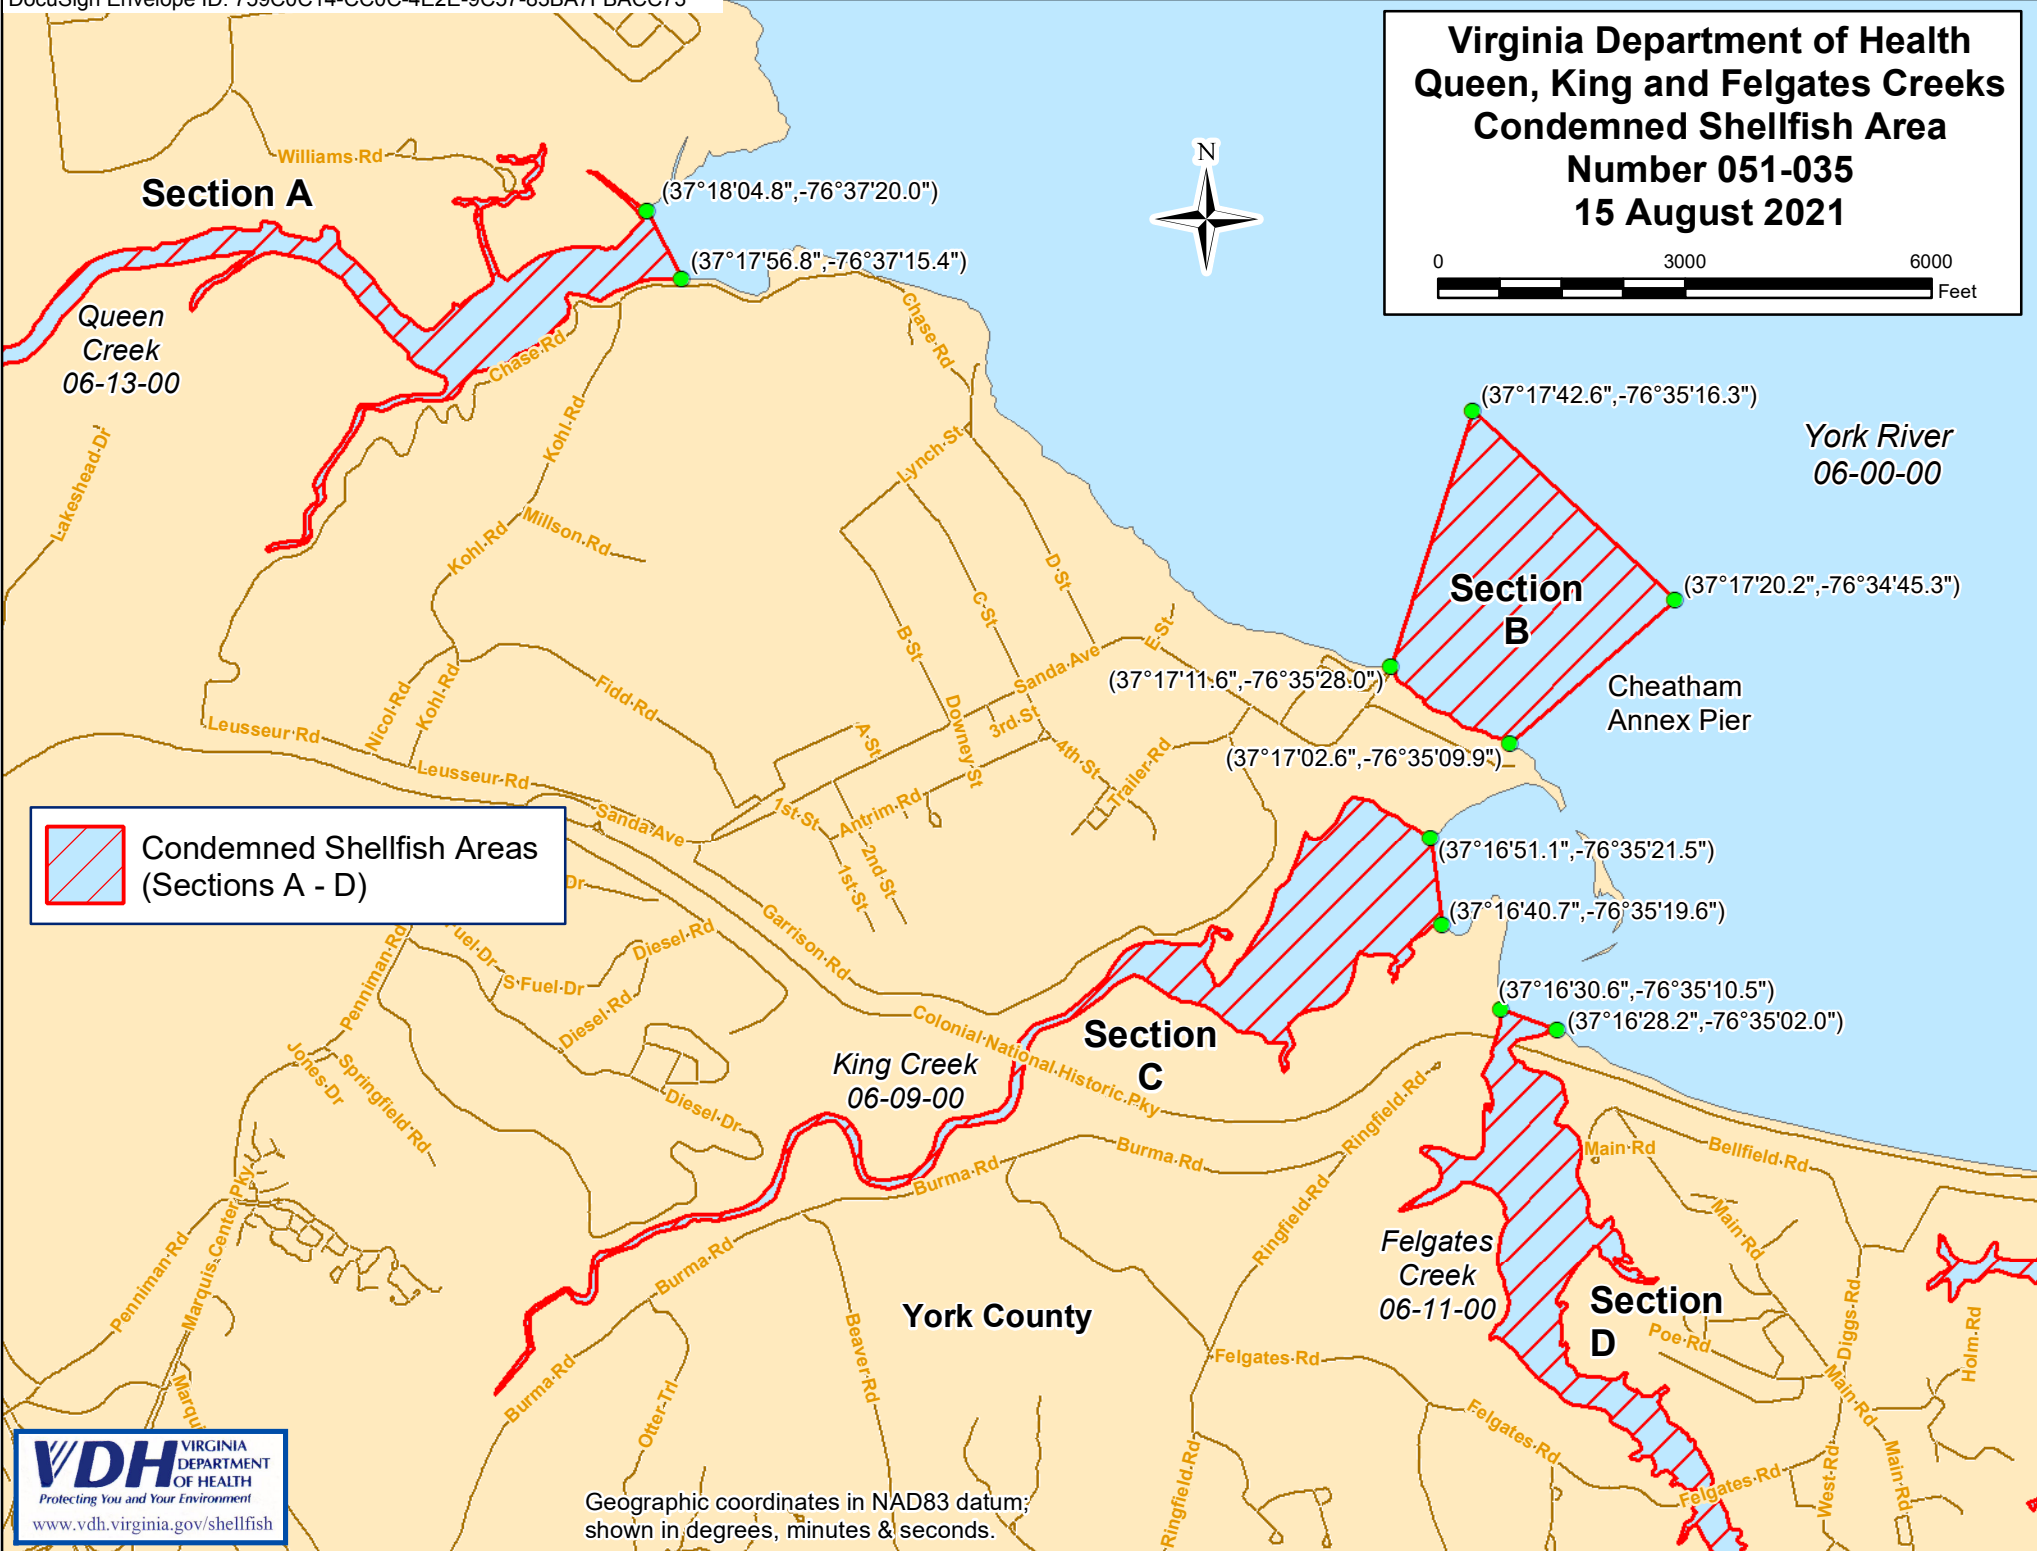 Virginia Department of Health
Queen, King and Felgates Creeks
Condemned Shellfish Area
Number 051-035
15 August 2021
0 3000 6000
Feet
N
Williams Rd
Section A
(37°18'04.8",-76°37'20.0")
(37°17'56.8",-76°37'15.4")
Queen
Creek
06-13-00
Chase Rd
Chase Rd
Kohl Rd
Lakeshead Dr
Lynch St
(37°17'42.6",-76°35'16.3")
York River
06-00-00
Millson Rd
Kohl Rd
D St
C St
B St
E St
Section
B
(37°17'20.2",-76°34'45.3")
Sanda Ave
(37°17'11.6",-76°35'28.0")
Cheatham
Annex Pier
Fidd Rd
Nicol Rd
Kohl Rd
Leusseur Rd
Downey St
3rd St
A St
4th St
Trailer Rd
(37°17'02.6",-76°35'09.9")
Leusseur Rd
Sanda Ave
1st St
Antrim Rd
2nd St
1st St
Condemned Shellfish Areas
(Sections A - D)
Dr
(37°16'51.1",-76°35'21.5")
(37°16'40.7",-76°35'19.6")
Garrison Rd
Penniman Rd
Fuel Dr
Diesel Rd
S Fuel Dr
Diesel Rd
(37°16'30.6",-76°35'10.5")
(37°16'28.2",-76°35'02.0")
Colonial National Historic Pky
Section
C
King Creek
06-09-00
Jones Dr
Springfield Rd
Diesel Dr
Ringfield Rd
Burma Rd
Burma Rd
Main Rd
Bellfield Rd
Marquis Center Pky
Penniman Rd
Ringfield Rd
Main Rd
Burma Rd
Felgates
Creek
06-11-00
York County
Section
D
Poe Rd
Diggs Rd
Holm Rd
Beaver Rd
Felgates Rd
Burma Rd
Otter Trl
Marqui
Felgates Rd
Main Rd
Main Rd
West Rd
Felgates Rd
Ringfield Rd
VDH
VIRGINIA
DEPARTMENT
OF HEALTH
Protecting You and Your Environment
www.vdh.virginia.gov/shellfish
Geographic coordinates in NAD83 datum;
shown in degrees, minutes & seconds.